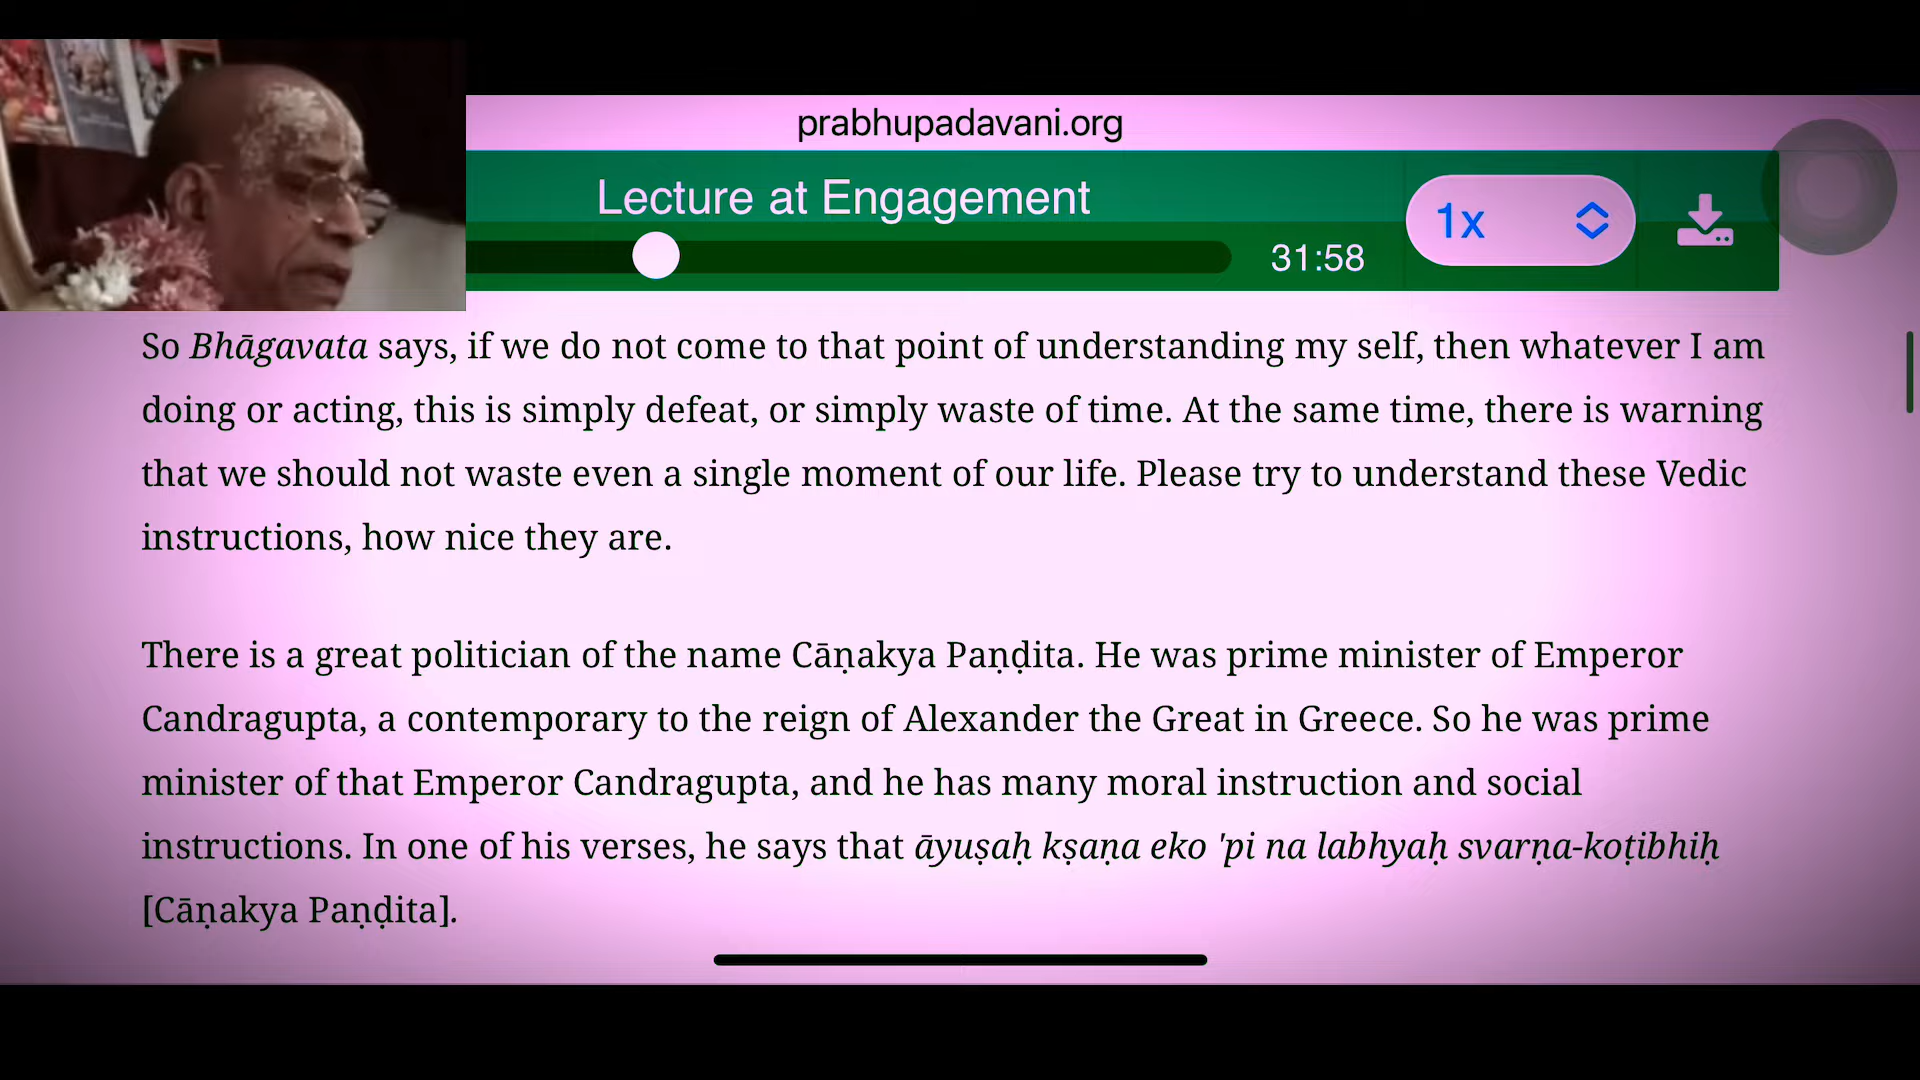 prabhupadavani.org
Lecture at Engagement
1x
31:58
So Bhāgavata says, if we do not come to that point of understanding my self, then whatever I am
doing or acting, this is simply defeat, or simply waste of time. At the same time, there is warning
that we should not waste even a single moment of our life. Please try to understand these Vedic
instructions, how nice they are.
There is a great politician of the name Cāṇakya Paṇḍita. He was prime minister of Emperor
Candragupta, a contemporary to the reign of Alexander the Great in Greece. So he was prime
minister of that Emperor Candragupta, and he has many moral instruction and social
instructions. In one of his verses, he says that āyuṣaḥ kṣaṇa eko 'pi na labhyaḥ svarṇa-koṭibhiḥ
[Cāṇakya Paṇḍita].